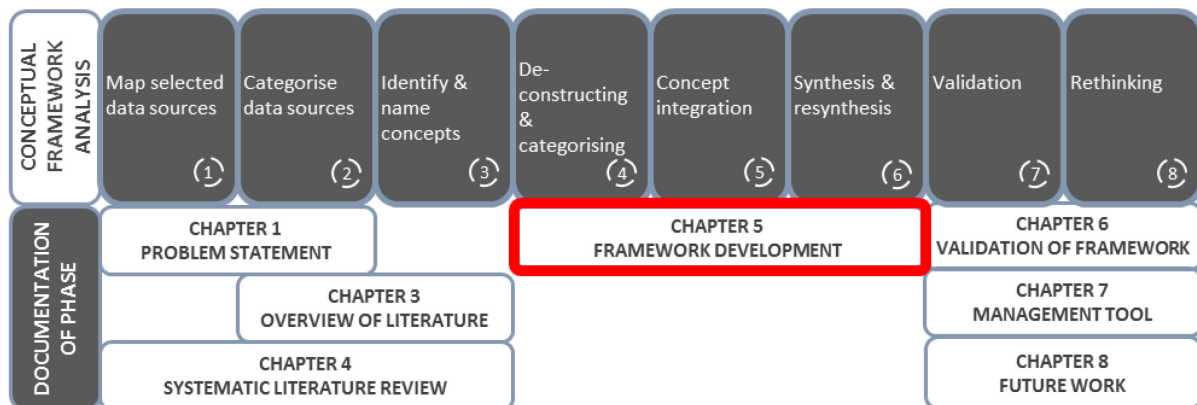 CONCEPTUAL
FRAMEWORK
ANALYSIS
Map selected
data sources
1
Categorise
data sources
2
Identify &
name
concepts
3
De-
constructing
&
categorising
4
Concept
integration
5
Synthesis &
resynthesis
6
Validation
7
Rethinking
8
DOCUMENTATION
OF PHASE
CHAPTER 1
PROBLEM STATEMENT
CHAPTER 3
OVERVIEW OF LITERATURE
CHAPTER 4
SYSTEMATIC LITERATURE REVIEW
CHAPTER 5
FRAMEWORK DEVELOPMENT
CHAPTER 6
VALIDATION OF FRAMEWORK
CHAPTER 7
MANAGEMENT TOOL
CHAPTER 8
FUTURE WORK